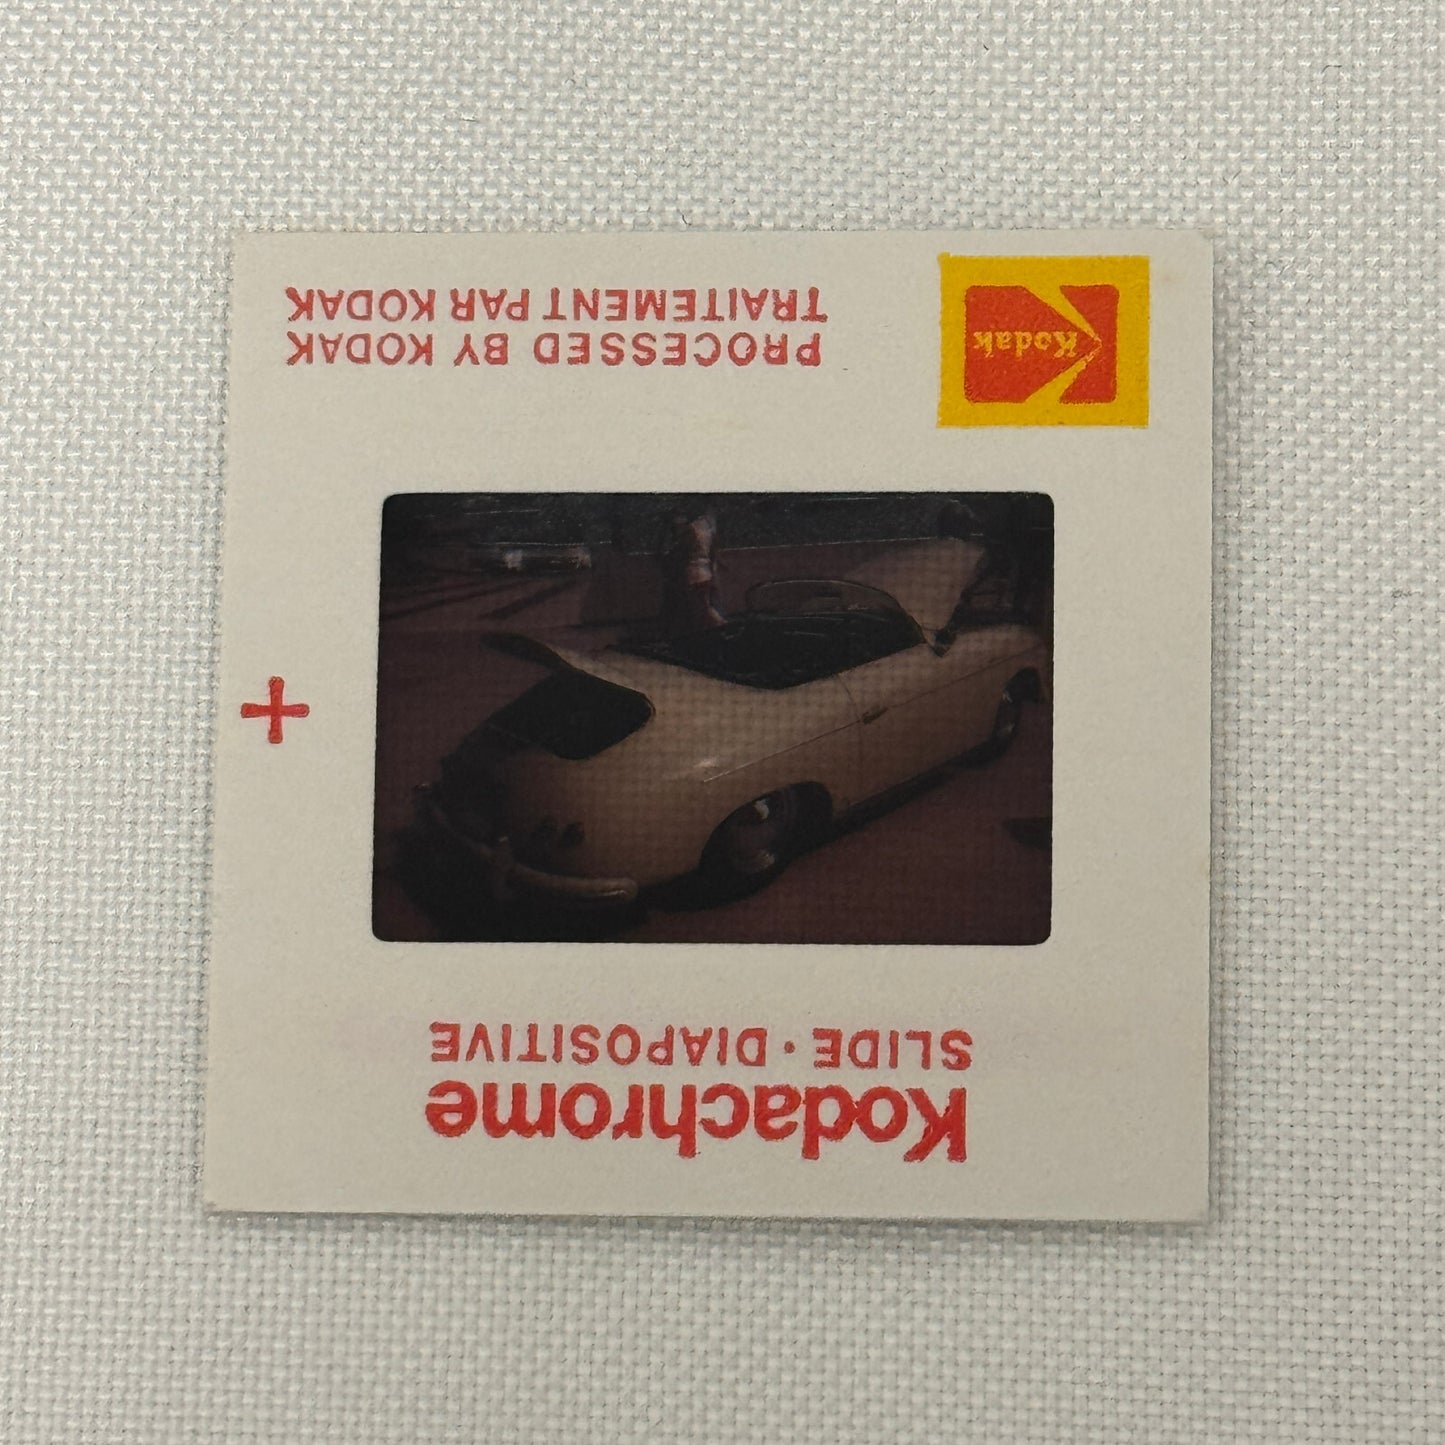 Kodachrome
SLIDE · DIAPOSITIVE
Kodak
PROCESSED BY KODAK
TRAITEMENT PAR KODAK